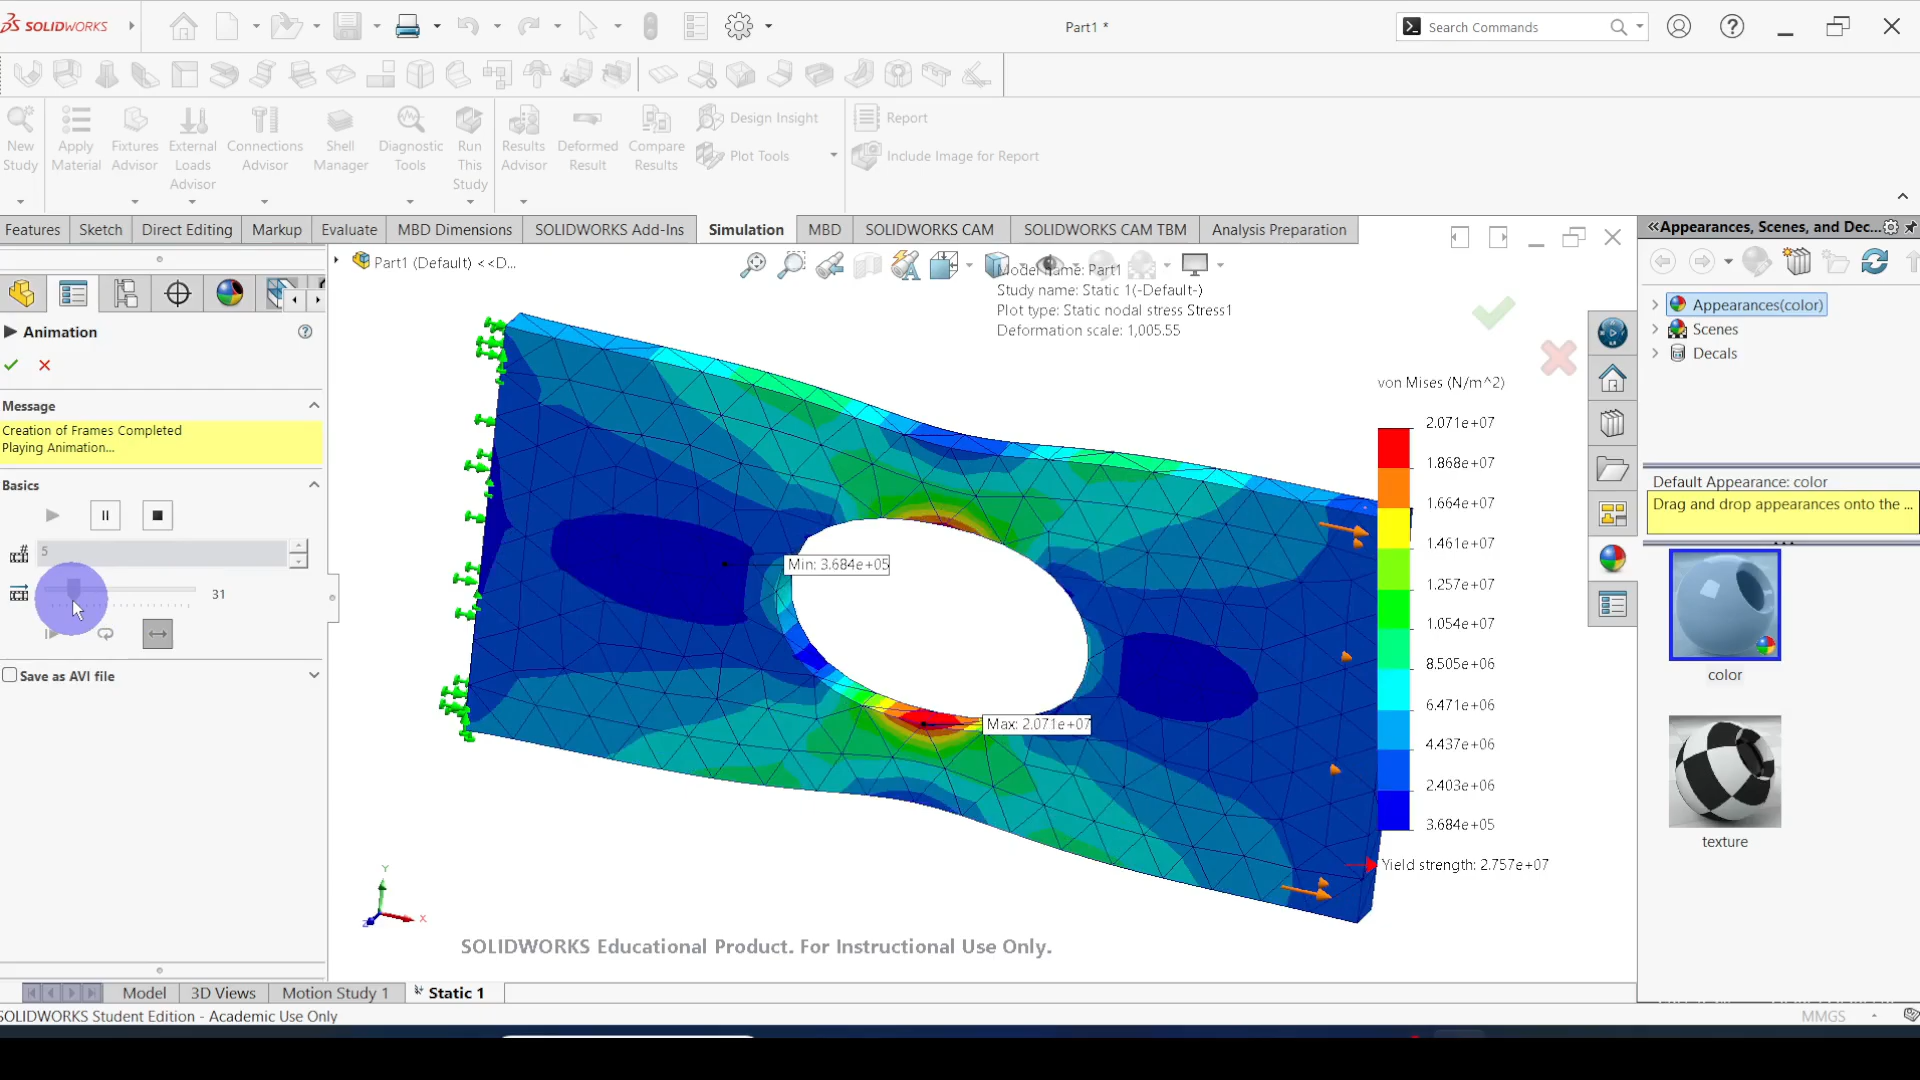 SOLIDWORKS
Part1 *
Search Commands
New Study
Apply Material
Fixtures Advisor
External Loads Advisor
Connections Advisor
Shell Manager
Diagnostic Tools
Run This Study
Results Advisor
Deformed Result
Compare Results
Design Insight
Plot Tools
Report
Include Image for Report
Features
Sketch
Direct Editing
Markup
Evaluate
MBD Dimensions
SOLIDWORKS Add-Ins
Simulation
MBD
SOLIDWORKS CAM
SOLIDWORKS CAM TBM
Analysis Preparation
Animation
Message
Creation of Frames Completed
Playing Animation...
Basics
5
31
Save as AVI file
Part1 (Default) <<D...
Model name: Part1
Study name: Static 1(-Default-)
Plot type: Static nodal stress Stress1
Deformation scale: 1,005.55
Min: 3.684e+05
Max: 2.071e+07
von Mises (N/m^2)
2.071e+07
1.868e+07
1.664e+07
1.461e+07
1.257e+07
1.054e+07
8.505e+06
6.471e+06
4.437e+06
2.403e+06
3.684e+05
Yield strength: 2.757e+07
Y
X
Z
SOLIDWORKS Educational Product. For Instructional Use Only.
«Appearances, Scenes, and Dec...
Appearances(color)
Scenes
Decals
Default Appearance: color
Drag and drop appearances onto the ...
color
texture
Model
3D Views
Motion Study 1
Static 1
SOLIDWORKS Student Edition - Academic Use Only
MMGS